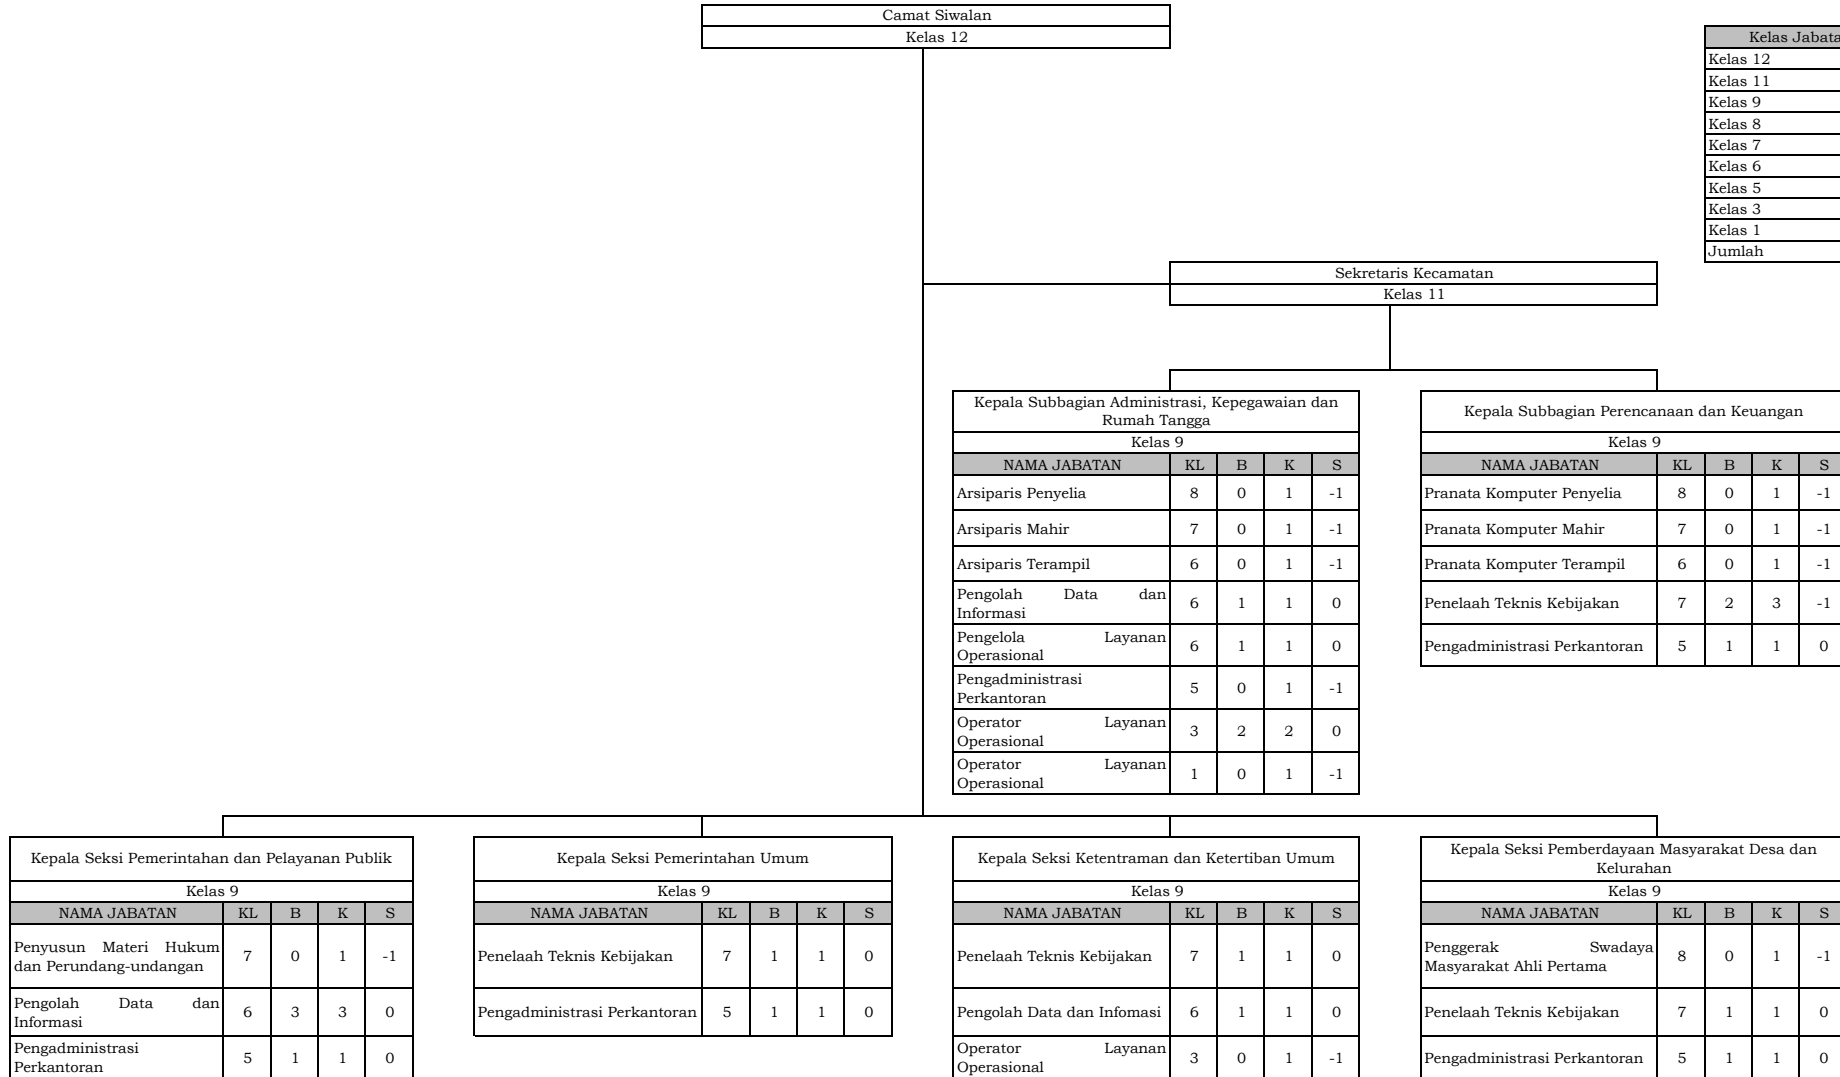 Camat Siwalan
Kelas 12
Kelas Jabata
Kelas 12
Kelas 11
Kelas 9
Kelas 8
Kelas 7
Kelas 6
Kelas 5
Kelas 3
Kelas 1
Jumlah
Sekretaris Kecamatan
Kelas 11
Kepala Subbagian Administrasi, Kepegawaian dan
Rumah Tangga
Kelas 9
NAMA JABATAN KL B K S
Arsiparis Penyelia 8 0 1 -1
Arsiparis Mahir 7 0 1 -1
Arsiparis Terampil 6 0 1 -1
Pengolah Data dan
Informasi 6 1 1 0
Pengelola Layanan
Operasional 6 1 1 0
Pengadministrasi
Perkantoran 5 0 1 -1
Operator Layanan
Operasional 3 2 2 0
Operator Layanan
Operasional 1 0 1 -1
Kepala Subbagian Perencanaan dan Keuangan
Kelas 9
NAMA JABATAN KL B K S
Pranata Komputer Penyelia 8 0 1 -1
Pranata Komputer Mahir 7 0 1 -1
Pranata Komputer Terampil 6 0 1 -1
Penelaah Teknis Kebijakan 7 2 3 -1
Pengadministrasi Perkantoran 5 1 1 0
Kepala Seksi Pemerintahan dan Pelayanan Publik
Kelas 9
NAMA JABATAN KL B K S
Penyusun Materi Hukum
dan Perundang-undangan 7 0 1 -1
Pengolah Data dan
Informasi 6 3 3 0
Pengadministrasi
Perkantoran 5 1 1 0
Kepala Seksi Pemerintahan Umum
Kelas 9
NAMA JABATAN KL B K S
Penelaah Teknis Kebijakan 7 1 1 0
Pengadministrasi Perkantoran 5 1 1 0
Kepala Seksi Ketentraman dan Ketertiban Umum
Kelas 9
NAMA JABATAN KL B K S
Penelaah Teknis Kebijakan 7 1 1 0
Pengolah Data dan Infomasi 6 1 1 0
Operator Layanan
Operasional 3 0 1 -1
Kepala Seksi Pemberdayaan Masyarakat Desa dan
Kelurahan
Kelas 9
NAMA JABATAN KL B K S
Penggerak Swadaya
Masyarakat Ahli Pertama 8 0 1 -1
Penelaah Teknis Kebijakan 7 1 1 0
Pengadministrasi Perkantoran 5 1 1 0